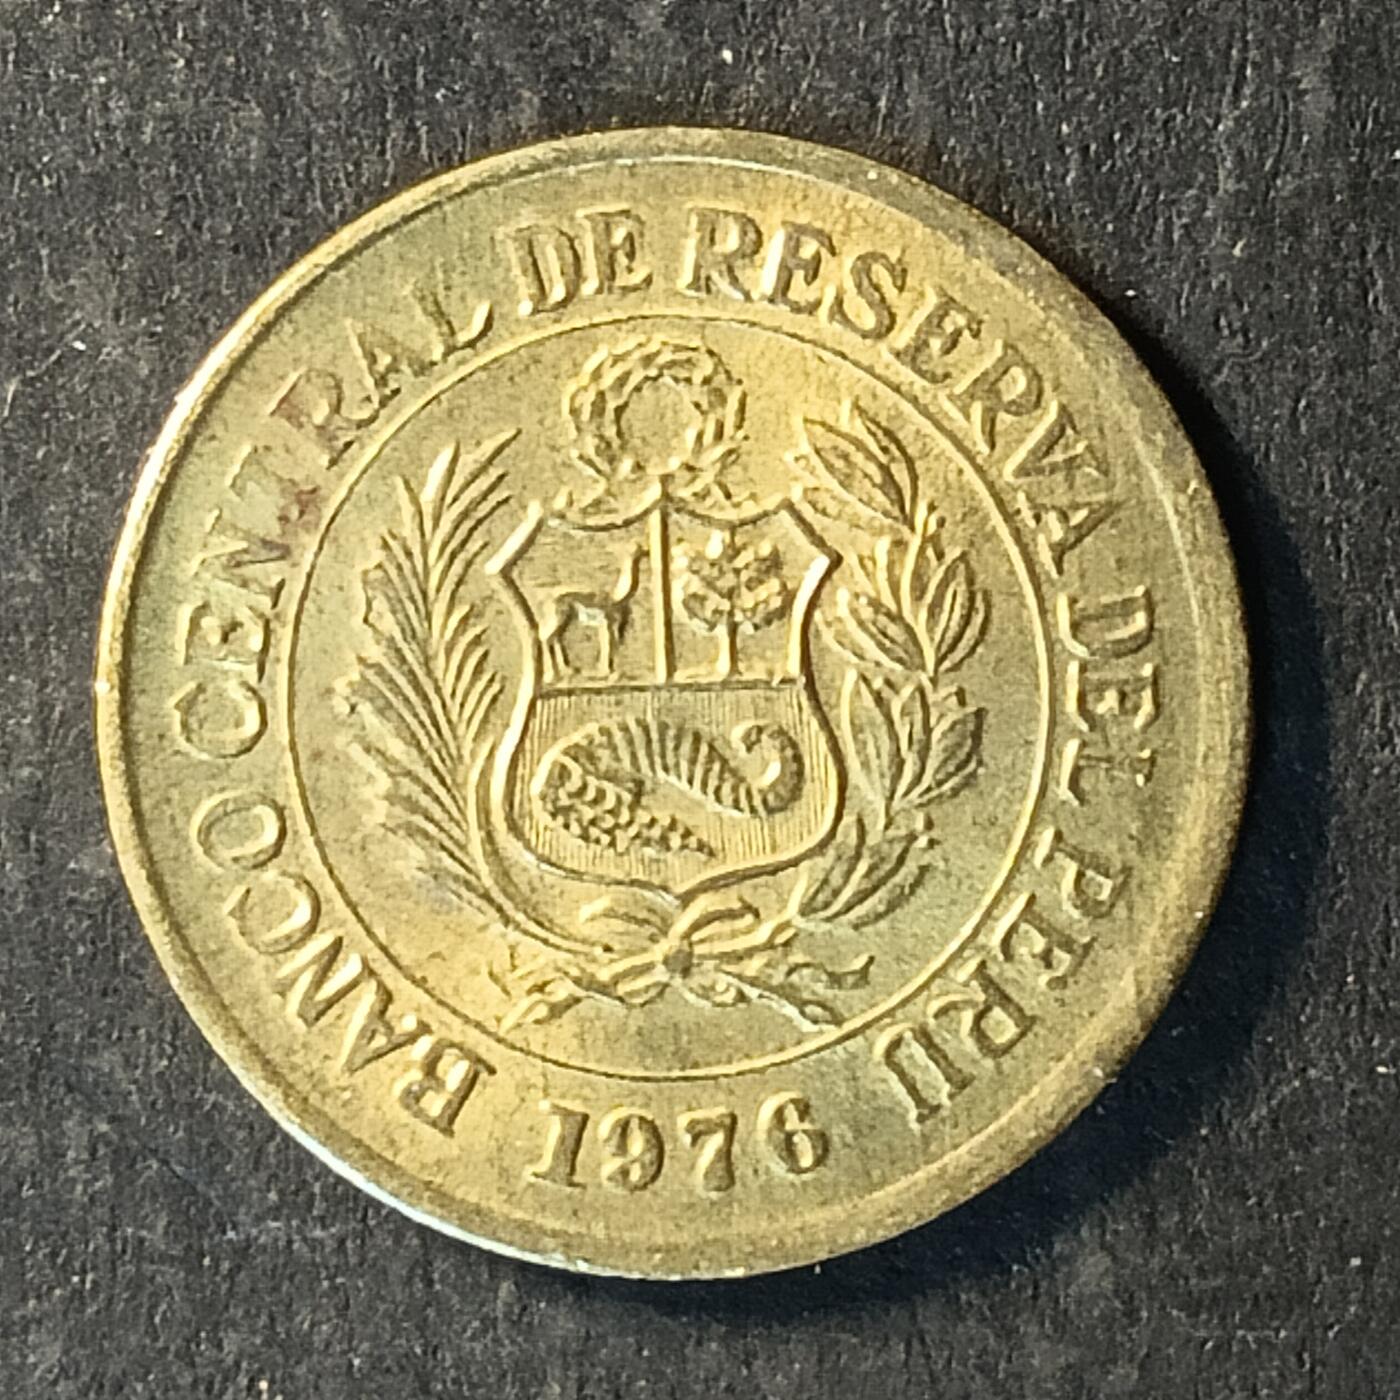 BANCO CENTRAL DE RESERVA DEL PERU
1976